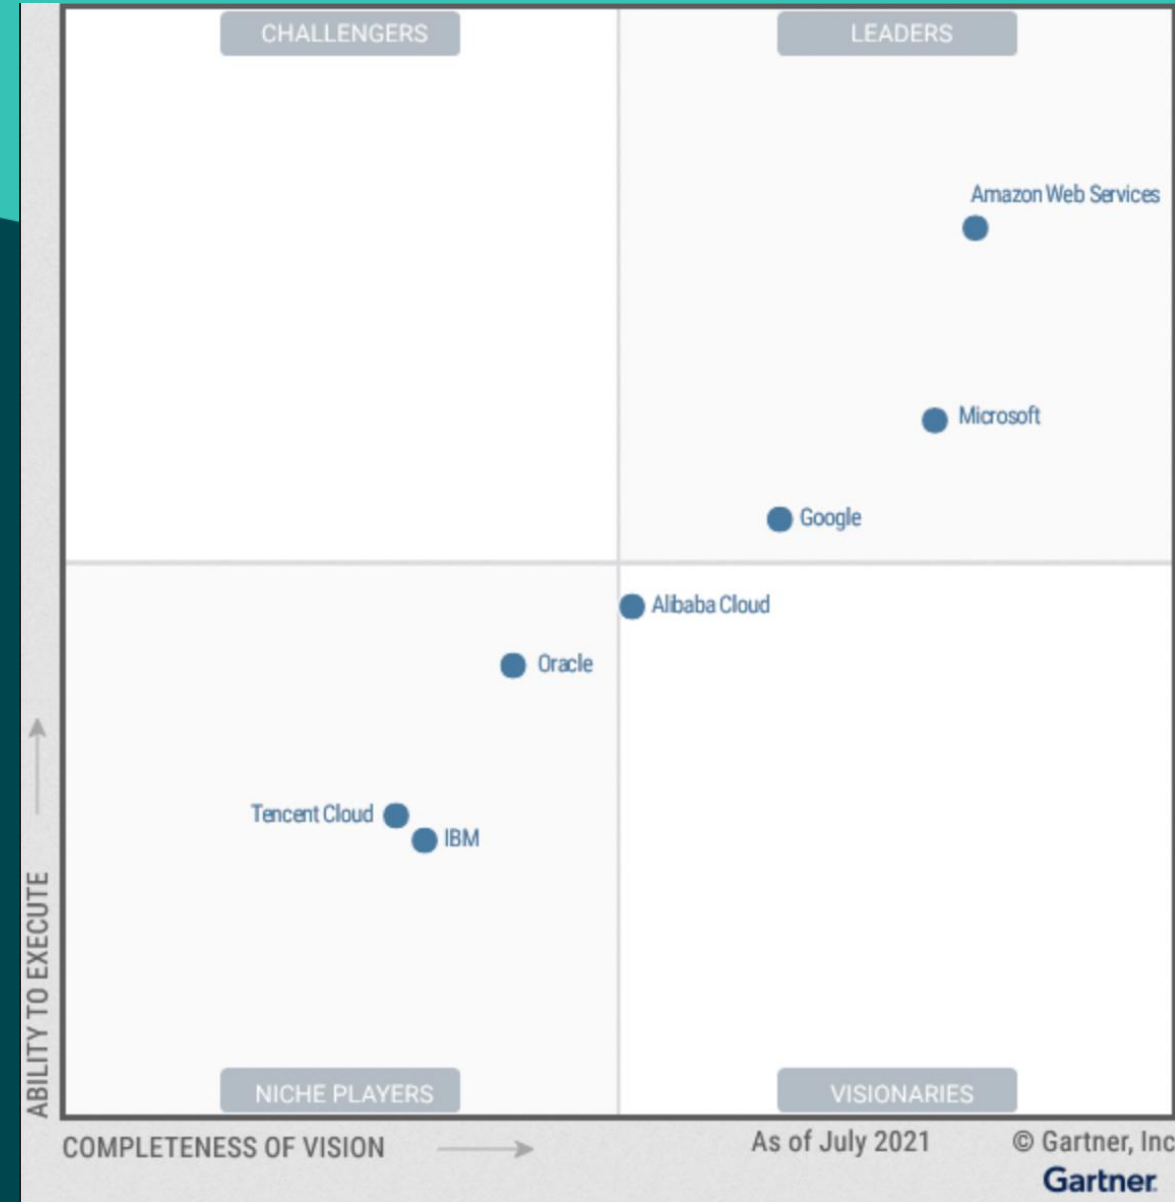 CHALLENGERS
LEADERS
Amazon Web Services
Microsoft
Google
Alibaba Cloud
Oracle
Tencent Cloud
IBM
ABILITY TO EXECUTE
NICHE PLAYERS
VISIONARIES
COMPLETENESS OF VISION
As of July 2021
© Gartner, Inc
Gartner